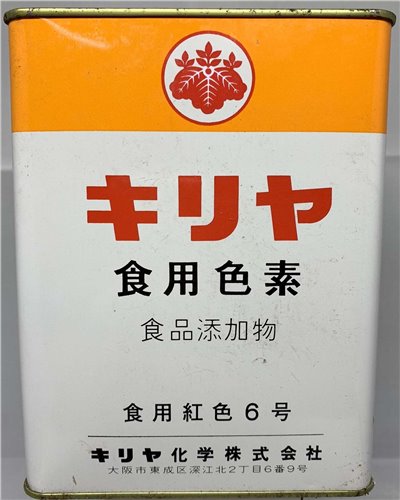 キリヤ
食用色素
食品添加物
食用紅色6号
キリヤ化学株式会社
大阪市東成区深江北2丁目6番9号